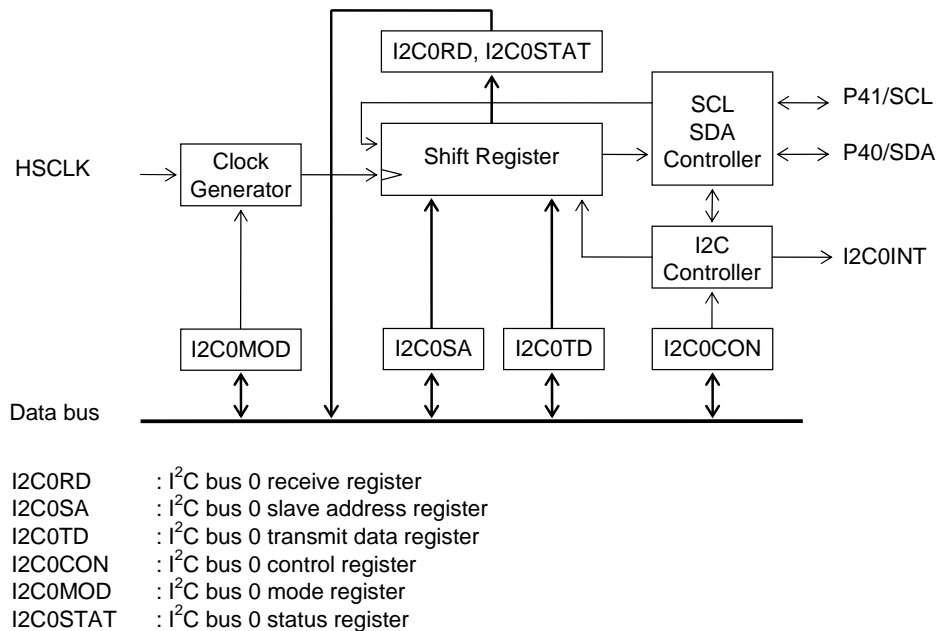 I2C0RD, I2C0STAT
SCL
SDA
Controller
P41/SCL
P40/SDA
HSCLK
Clock
Generator
Shift Register
I2C
Controller
I2C0INT
I2C0MOD
I2C0SA
I2C0TD
I2C0CON
Data bus
I2C0RD : I²C bus 0 receive register
I2C0SA : I²C bus 0 slave address register
I2C0TD : I²C bus 0 transmit data register
I2C0CON : I²C bus 0 control register
I2C0MOD : I²C bus 0 mode register
I2C0STAT : I²C bus 0 status register